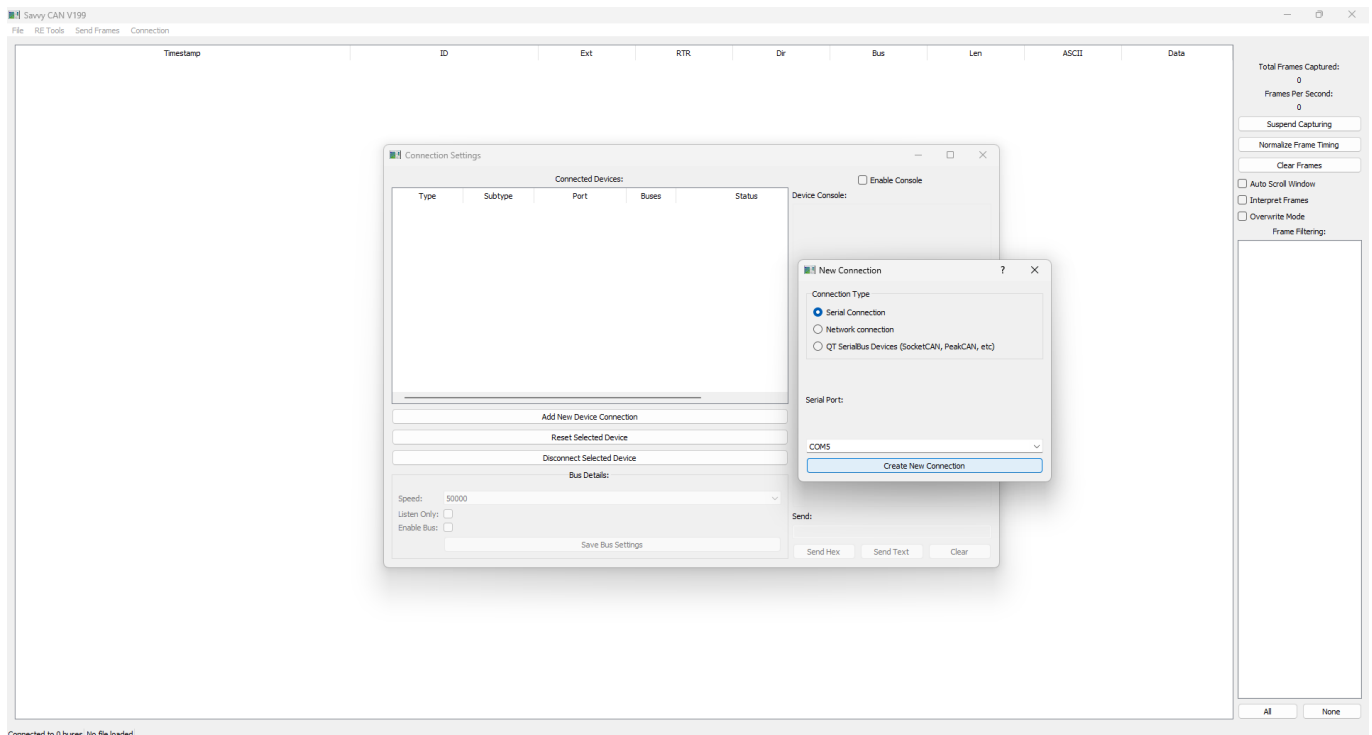 Savvy CAN V199
File RE Tools Send Frames Connection
Timestamp ID Ext RTR Dir Bus Len ASCII Data
Total Frames Captured:
0
Frames Per Second:
0
Suspend Capturing
Normalize Frame Timing
Clear Frames
Auto Scroll Window
Interpret Frames
Overwrite Mode
Frame Filtering:
All None
Connection Settings
Connected Devices:
Type Subtype Port Buses Status
Add New Device Connection
Reset Selected Device
Disconnect Selected Device
Bus Details:
Speed: 50000
Listen Only:
Enable Bus:
Save Bus Settings
Enable Console
Device Console:
Send:
Send Hex Send Text Clear
New Connection ?
Connection Type
Serial Connection
Network connection
QT SerialBus Devices (SocketCAN, PeakCAN, etc)
Serial Port:
COM5
Create New Connection
Connected to 0 buses. No file loaded